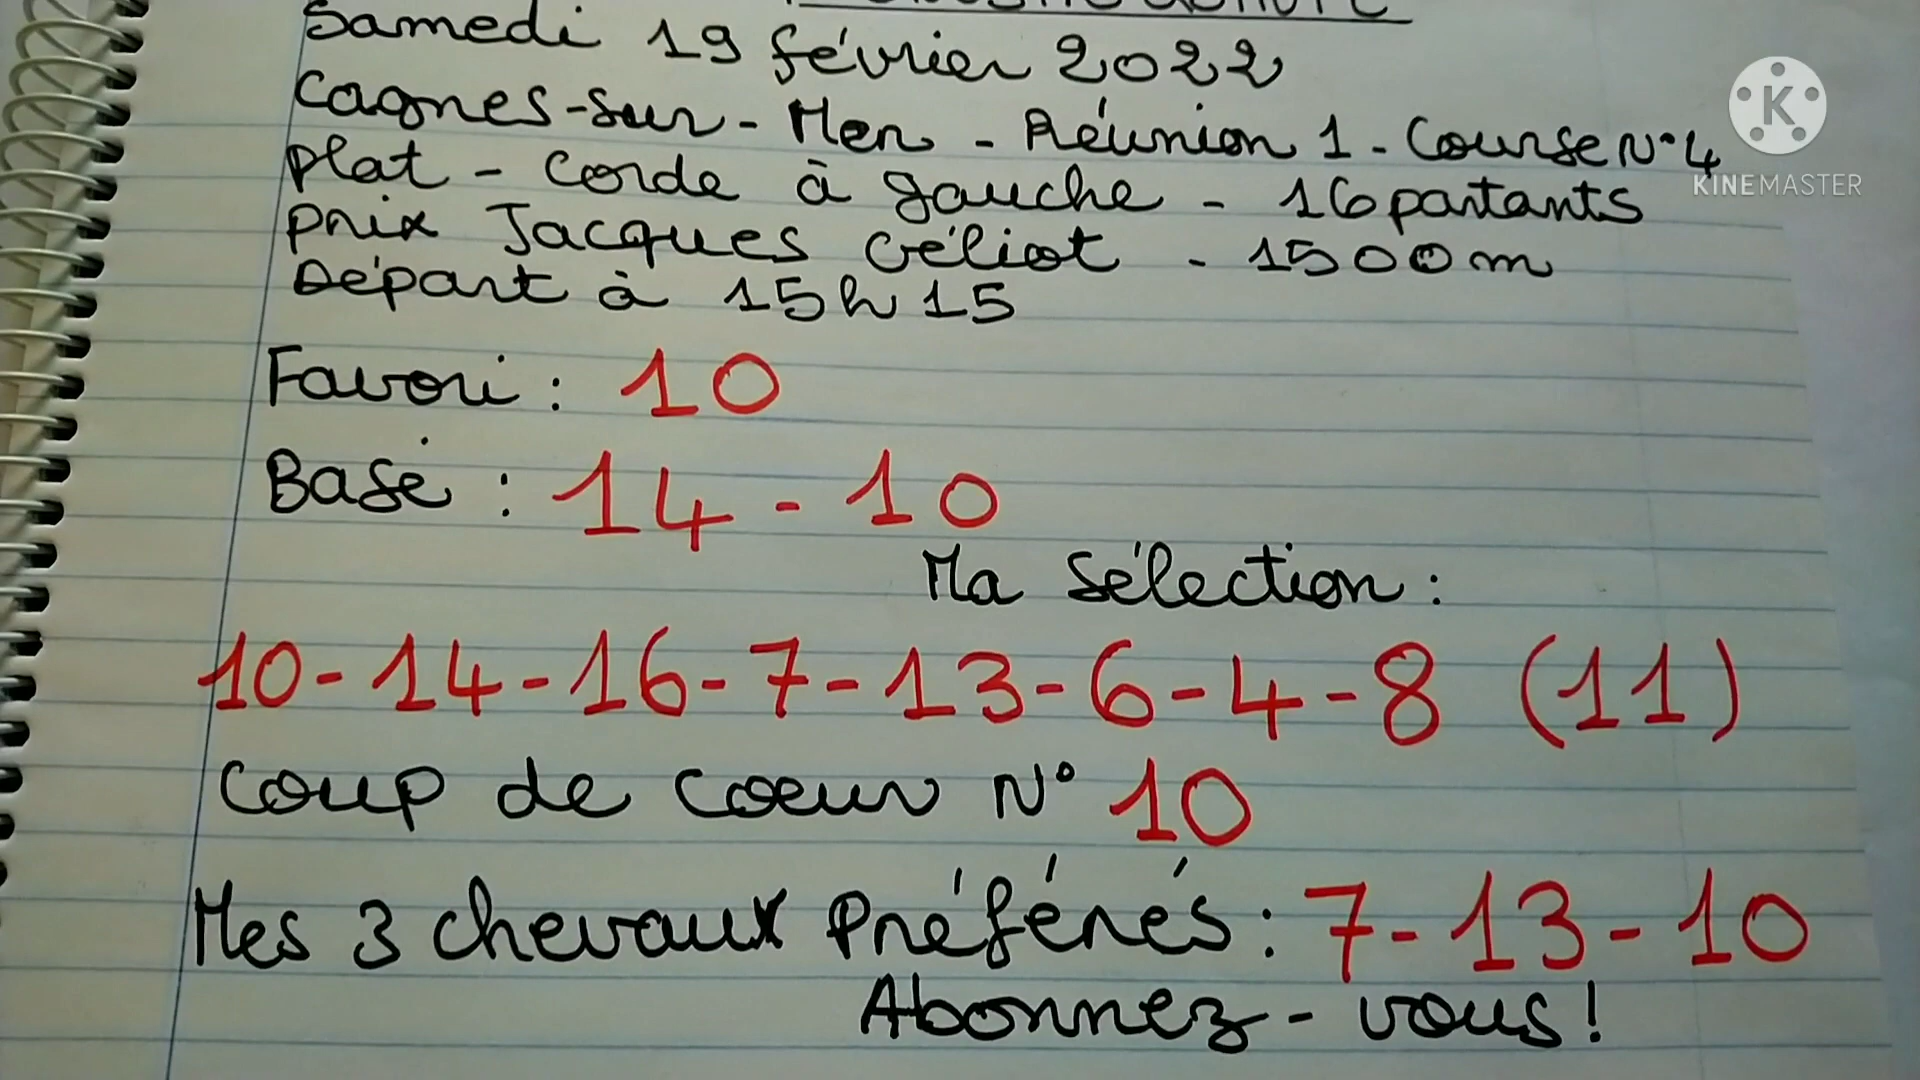 Samedi 19 février 2022
Cagnes-sur-Mer - Réunion 1 - Course N°4
Plat - Corde à gauche - 16 partants
Prix Jacques Géliot - 1500m
Départ à 15h15
Favori : 10
Base : 14 - 10
Ma Sélection :
10 - 14 - 16 - 7 - 13 - 6 - 4 - 8 (11)
Coup de coeur N° 10
Mes 3 chevaux Préférés : 7 - 13 - 10
Abonnez-vous !
K
KINEMASTER